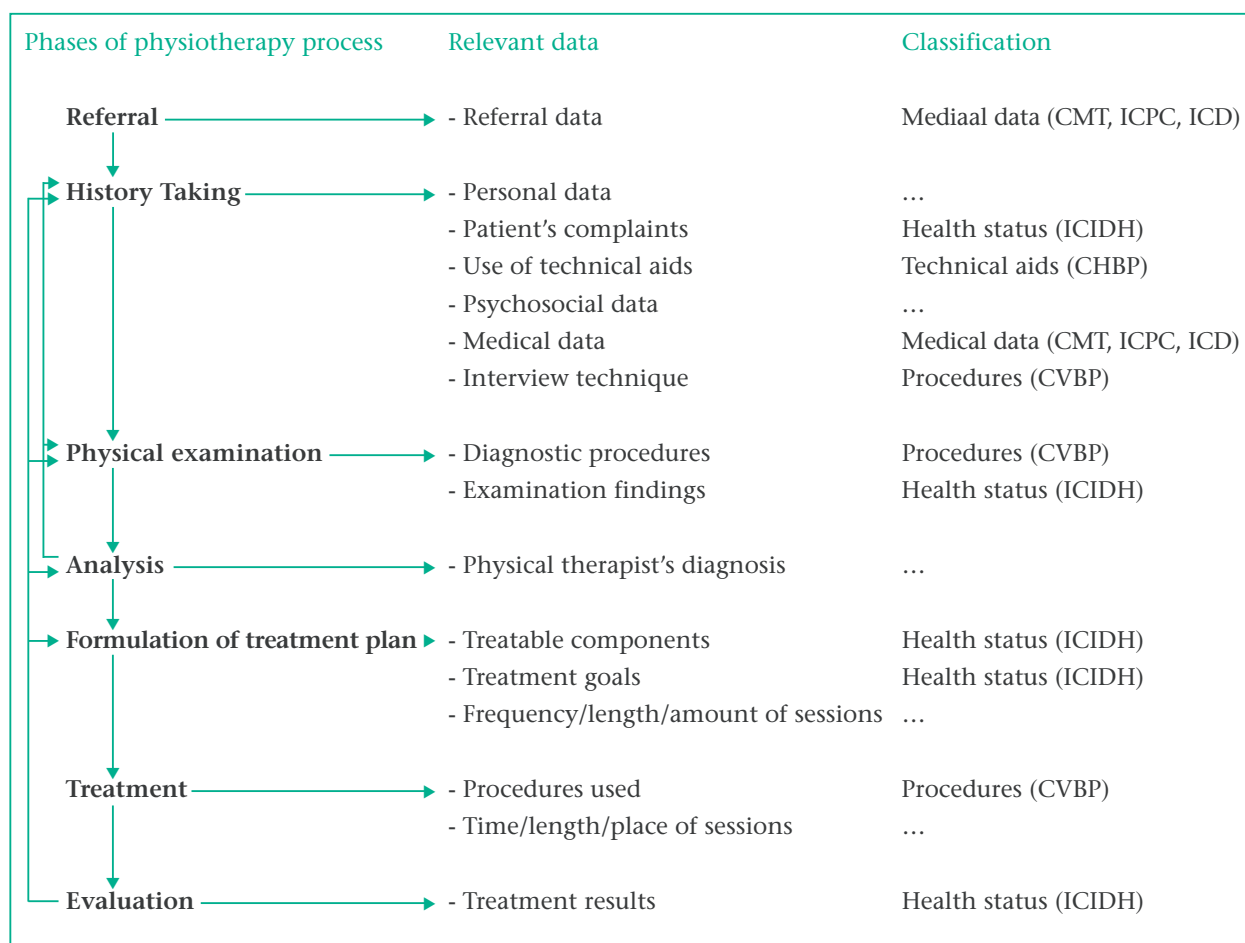 Phases of physiotherapy process Relevant data Classification
Referral - Referral data Mediaal data (CMT, ICPC, ICD)
History Taking - Personal data …
- Patient’s complaints Health status (ICIDH)
- Use of technical aids Technical aids (CHBP)
- Psychosocial data …
- Medical data Medical data (CMT, ICPC, ICD)
- Interview technique Procedures (CVBP)
Physical examination - Diagnostic procedures Procedures (CVBP)
- Examination findings Health status (ICIDH)
Analysis - Physical therapist’s diagnosis …
Formulation of treatment plan - Treatable components Health status (ICIDH)
- Treatment goals Health status (ICIDH)
- Frequency/length/amount of sessions …
Treatment - Procedures used Procedures (CVBP)
- Time/length/place of sessions …
Evaluation - Treatment results Health status (ICIDH)